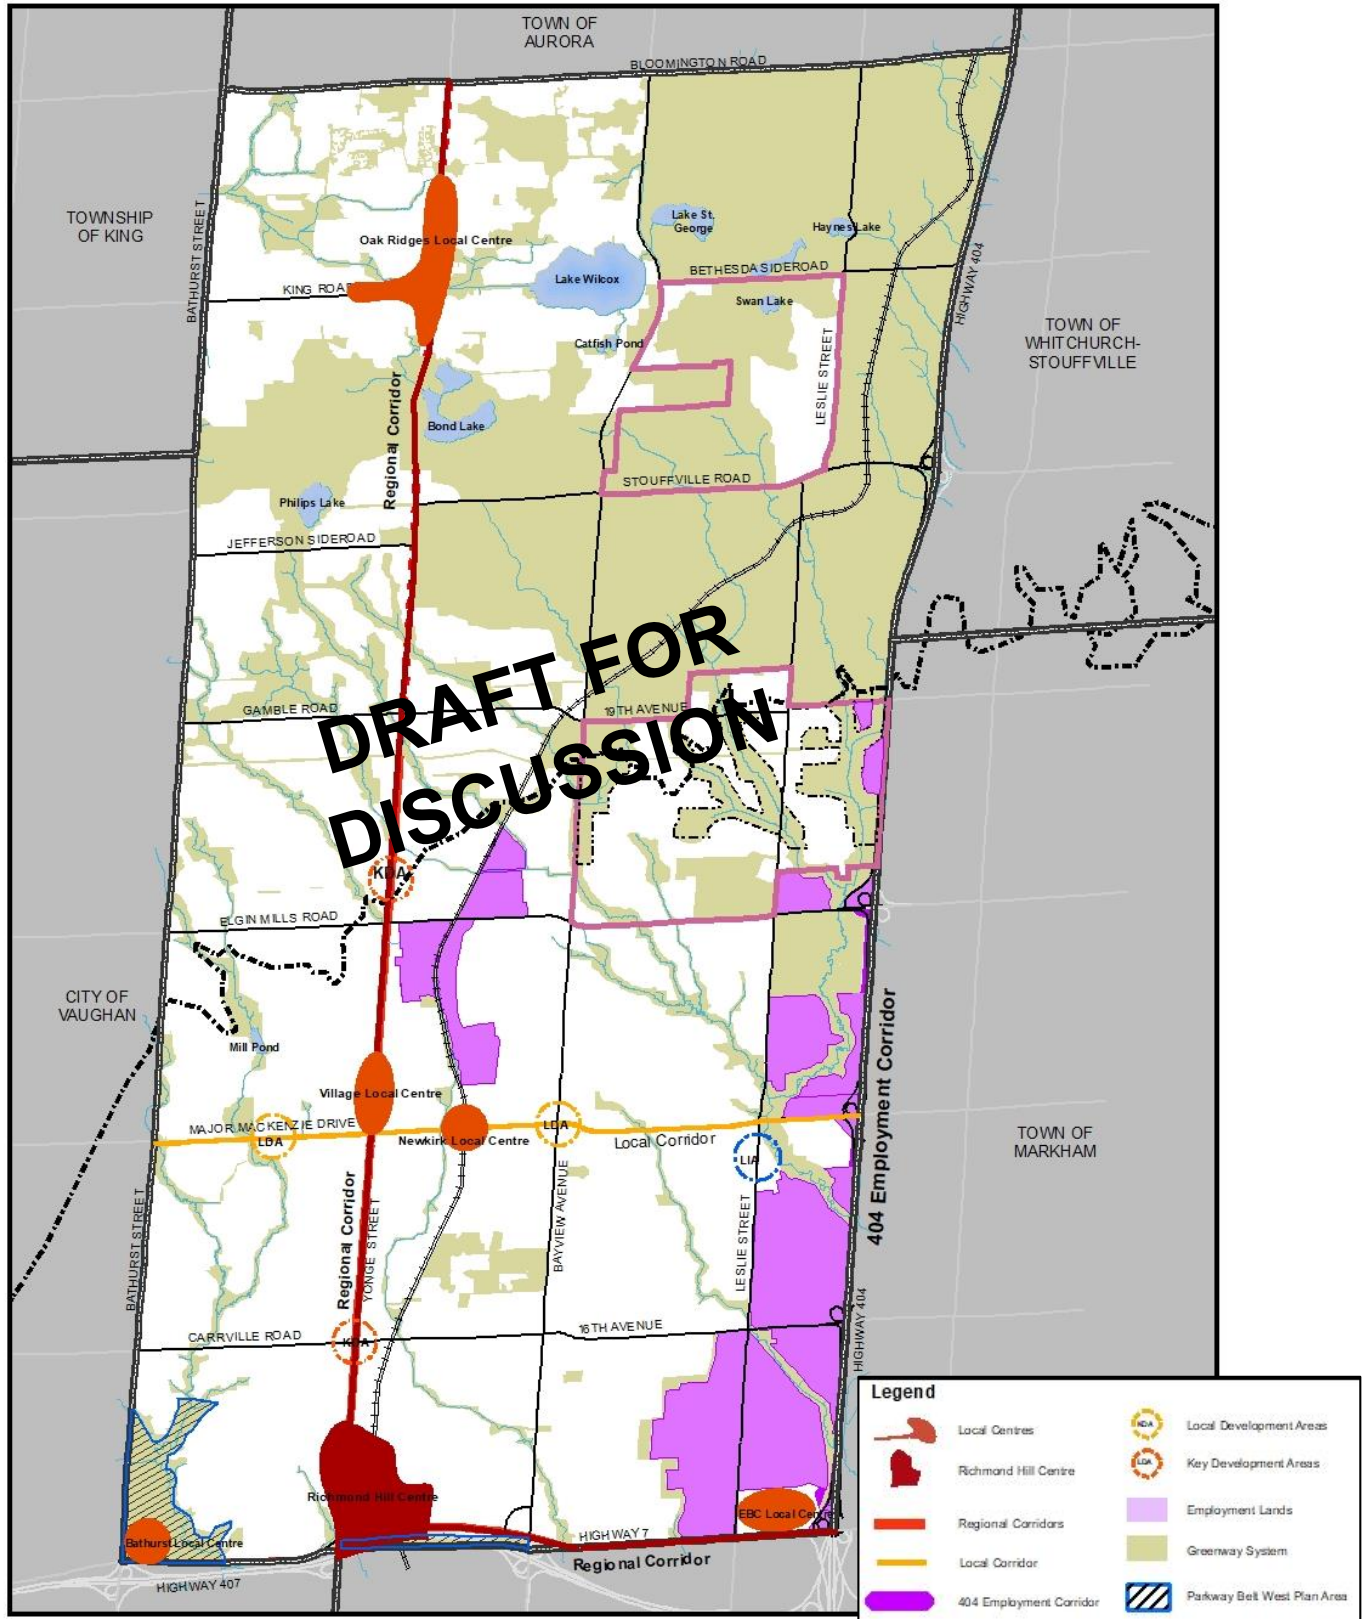 TOWN OF
AURORA
BLOOMINGTON ROAD
TOWNSHIP
OF KING
BATHURST STREET
Lake St.
George
Haynes Lake
Oak Ridges Local Centre
BETHESDA SIDEROAD
HIGHWAY 404
Lake Wilcox
KING ROAD
Swan Lake
TOWN OF
WHITCHURCH-
STOUFFVILLE
Catfish Pond
LESLIE STREET
Regional Corridor
Bond Lake
STOUFFVILLE ROAD
Philips Lake
JEFFERSON SIDEROAD
DRAFT FOR
DISCUSSION
GAMBLE ROAD
19TH AVENUE
KDA
ELGIN MILLS ROAD
CITY OF
VAUGHAN
Mill Pond
404 Employment Corridor
Village Local Centre
MAJOR MACKENZIE DRIVE
LDA
Newkirk Local Centre
LDA
Local Corridor
LIA
TOWN OF
MARKHAM
BATHURST STREET
Regional Corridor
YONGE STREET
BAYVIEW AVENUE
LESLIE STREET
HIGHWAY 404
CARRVILLE ROAD
KDA
16TH AVENUE
Richmond Hill Centre
EBC Local Centre
Bathurst Local Centre
HIGHWAY 7
Regional Corridor
HIGHWAY 407
Legend
Local Centres
Richmond Hill Centre
Regional Corridors
Local Corridor
404 Employment Corridor
KDA
Local Development Areas
LDA
Key Development Areas
Employment Lands
Greenway System
Parkway Belt West Plan Area